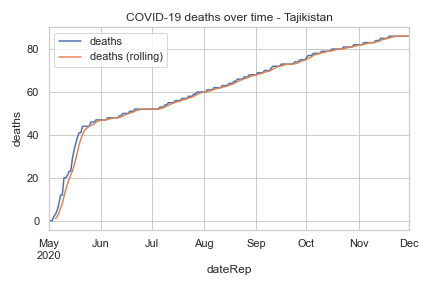 COVID-19 deaths over time - Tajikistan
deaths
deaths (rolling)
80
60
40
20
0
deaths
May Jun Jul Aug Sep Oct Nov Dec
2020
dateRep